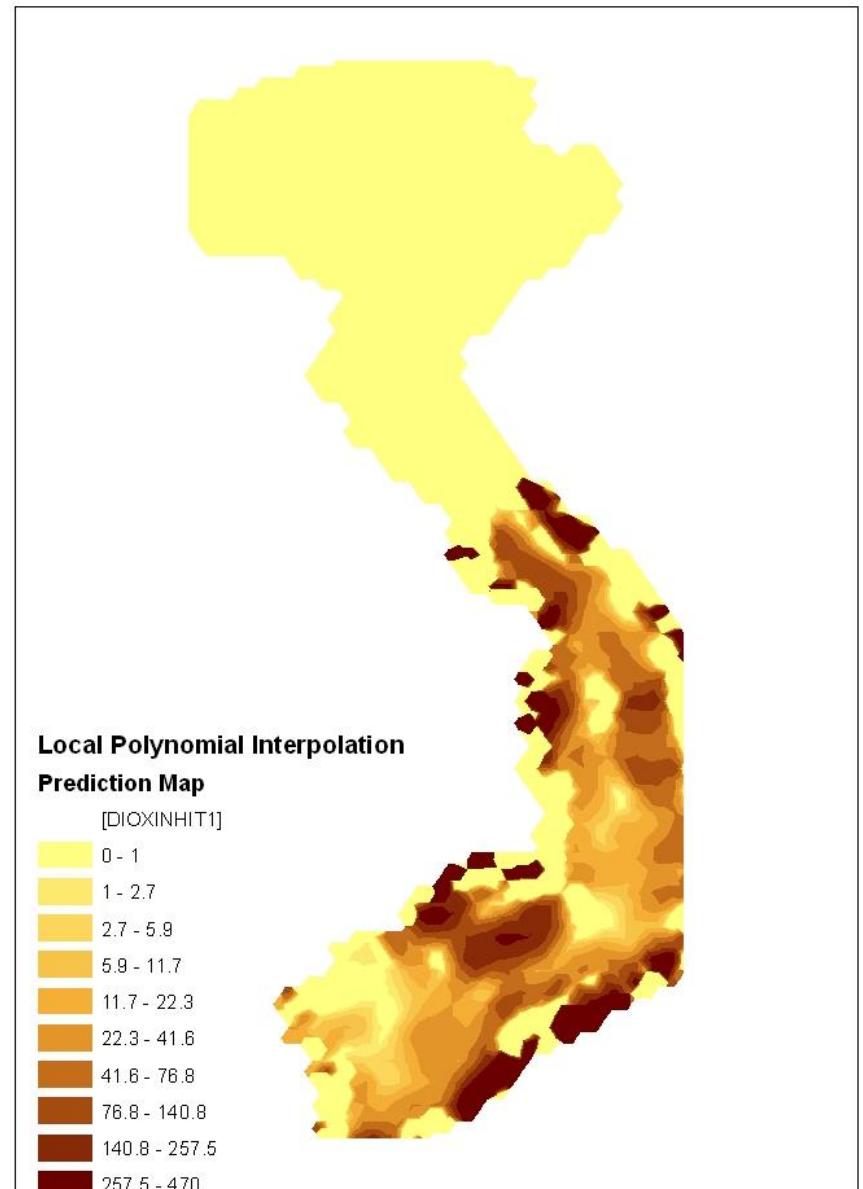 Local Polynomial Interpolation
Prediction Map
[DIOXINHIT1]
0 - 1
1 - 2.7
2.7 - 5.9
5.9 - 11.7
11.7 - 22.3
22.3 - 41.6
41.6 - 76.8
76.8 - 140.8
140.8 - 257.5
257.5 - 470